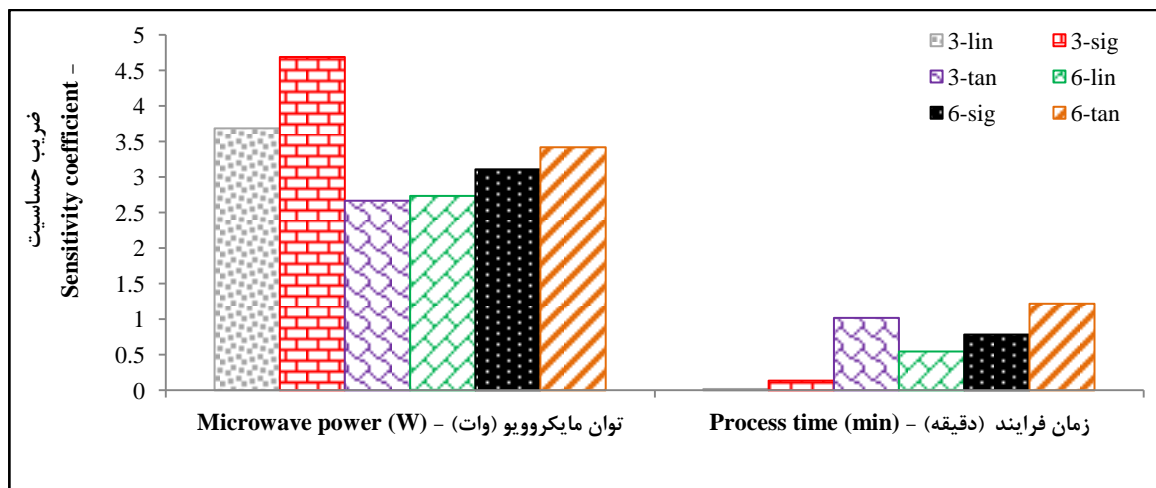 ضریب حساسیت
Sensitivity coefficient –
5
4.5
4
3.5
3
2.5
2
1.5
1
0.5
0
3-lin
3-sig
3-tan
6-lin
6-sig
6-tan
Microwave power (W) – توان مایکروویو (وات)
Process time (min) – زمان فرایند (دقیقه)